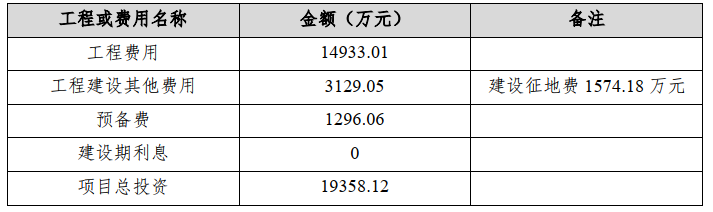 工程或费用名称 金额（万元） 备注
工程费用 14933.01
工程建设其他费用 3129.05 建设征地费 1574.18 万元
预备费 1296.06
建设期利息 0
项目总投资 19358.12